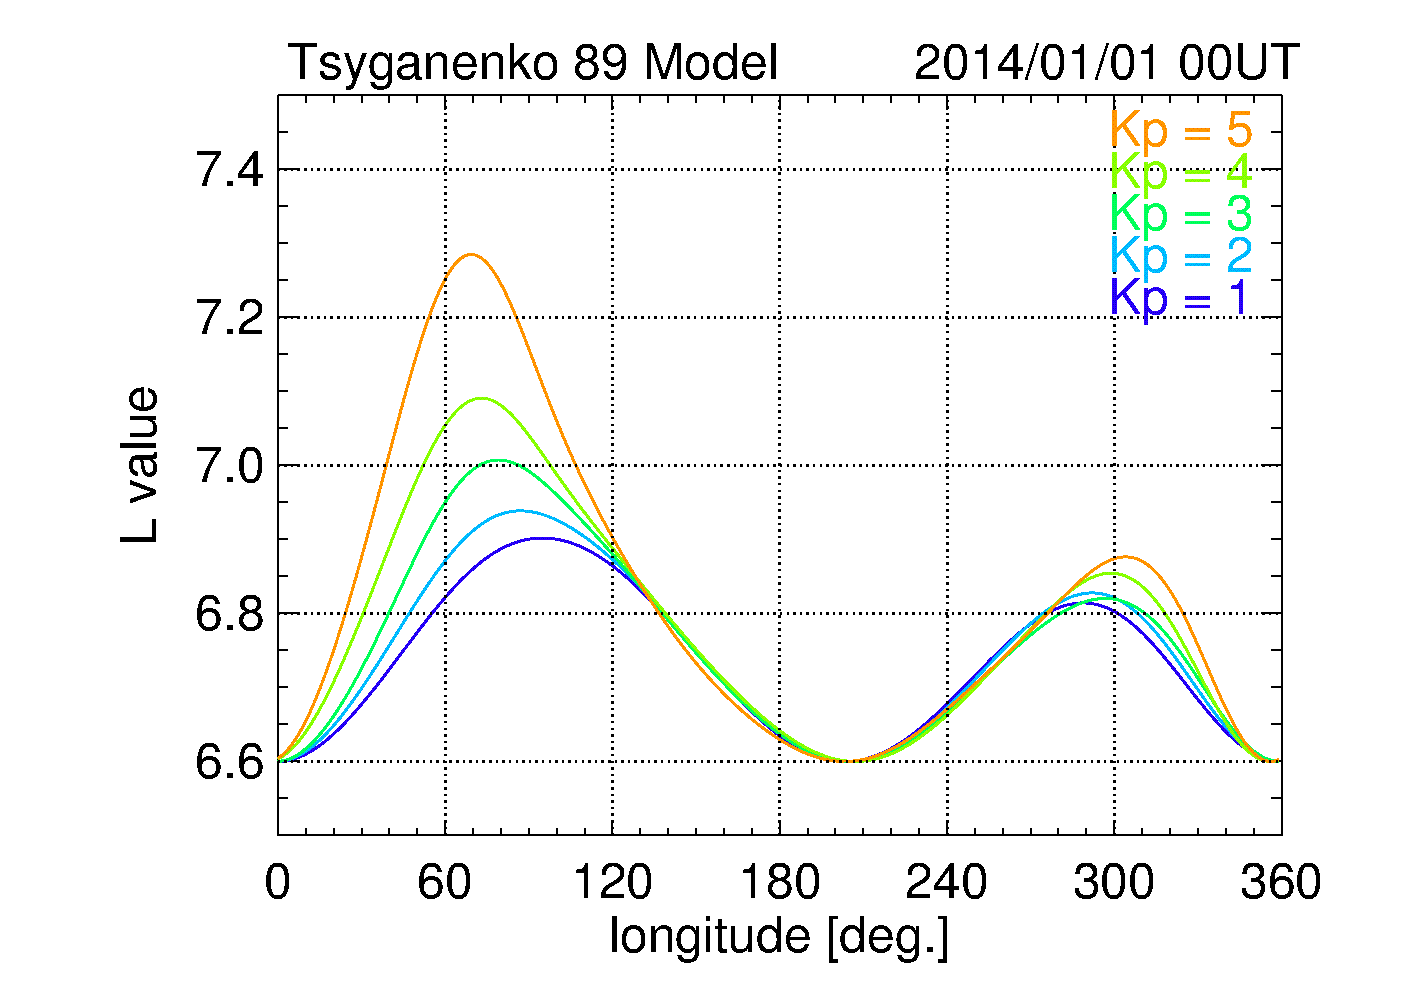 Tsyganenko 89 Model 2014/01/01 00UT
Kp = 5
Kp = 4
Kp = 3
Kp = 2
Kp = 1
7.4
7.2
7.0
6.8
6.6
L value
0 60 120 180 240 300 360
longitude [deg.]